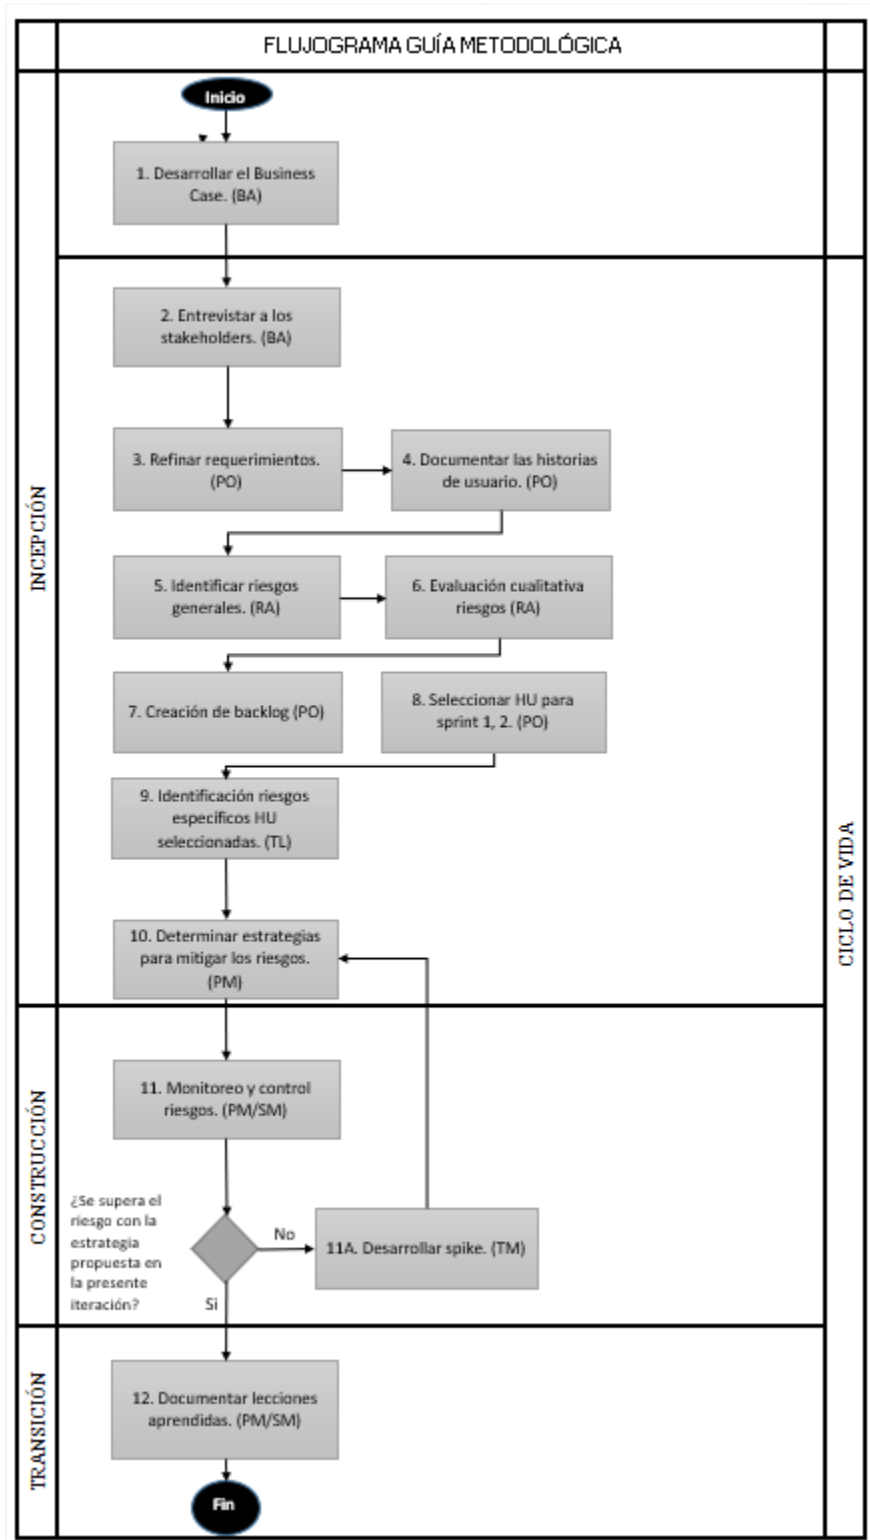 FLUJOGRAMA GUÍA METODOLÓGICA
INCEPCIÓN
Inicio
1. Desarrollar el Business
Case. (BA)
2. Entrevistar a los
stakeholders. (BA)
3. Refinar requerimientos.
(PO)
4. Documentar las historias
de usuario. (PO)
5. Identificar riesgos
generales. (RA)
6. Evaluación cualitativa
riesgos (RA)
7. Creación de backlog (PO)
8. Seleccionar HU para
sprint 1, 2. (PO)
9. Identificación riesgos
específicos HU
seleccionadas. (TL)
10. Determinar estrategias
para mitigar los riesgos.
(PM)
CICLO DE VIDA
CONSTRUCCIÓN
11. Monitoreo y control
riesgos. (PM/SM)
¿Se supera el
riesgo con la
estrategia
propuesta en
la presente
iteración?
No
11A. Desarrollar spike. (TM)
Si
TRANSICIÓN
12. Documentar lecciones
aprendidas. (PM/SM)
Fin